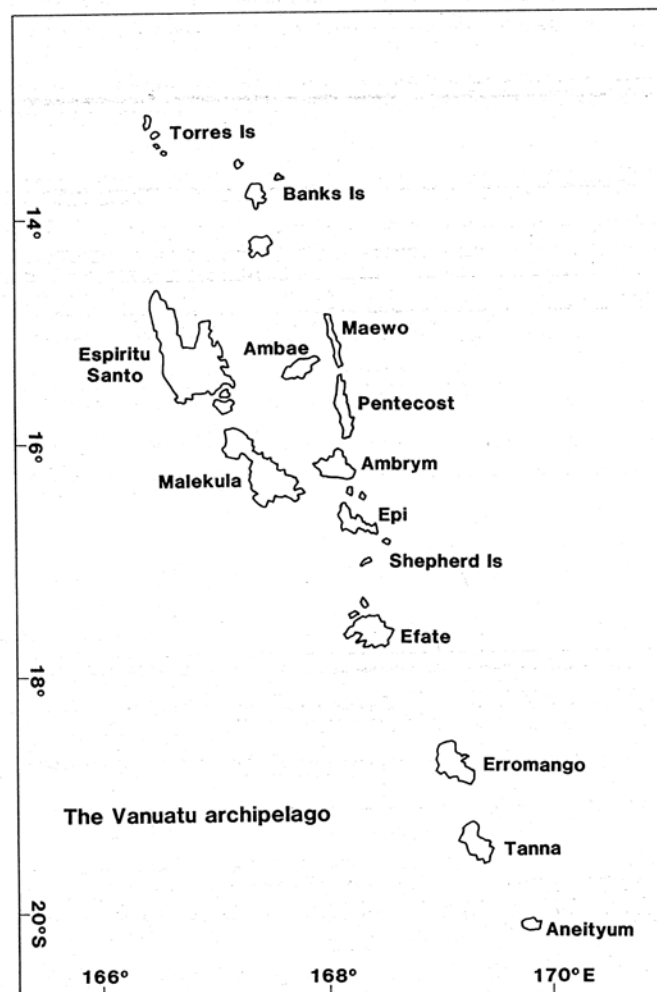 Torres Is
Banks Is
14°
Maewo
Ambae
Espiritu
Santo
Pentecost
16°
Ambrym
Malekula
Epi
Shepherd Is
Efate
18°
Erromango
The Vanuatu archipelago
Tanna
20°S
Aneityum
166°
168°
170°E